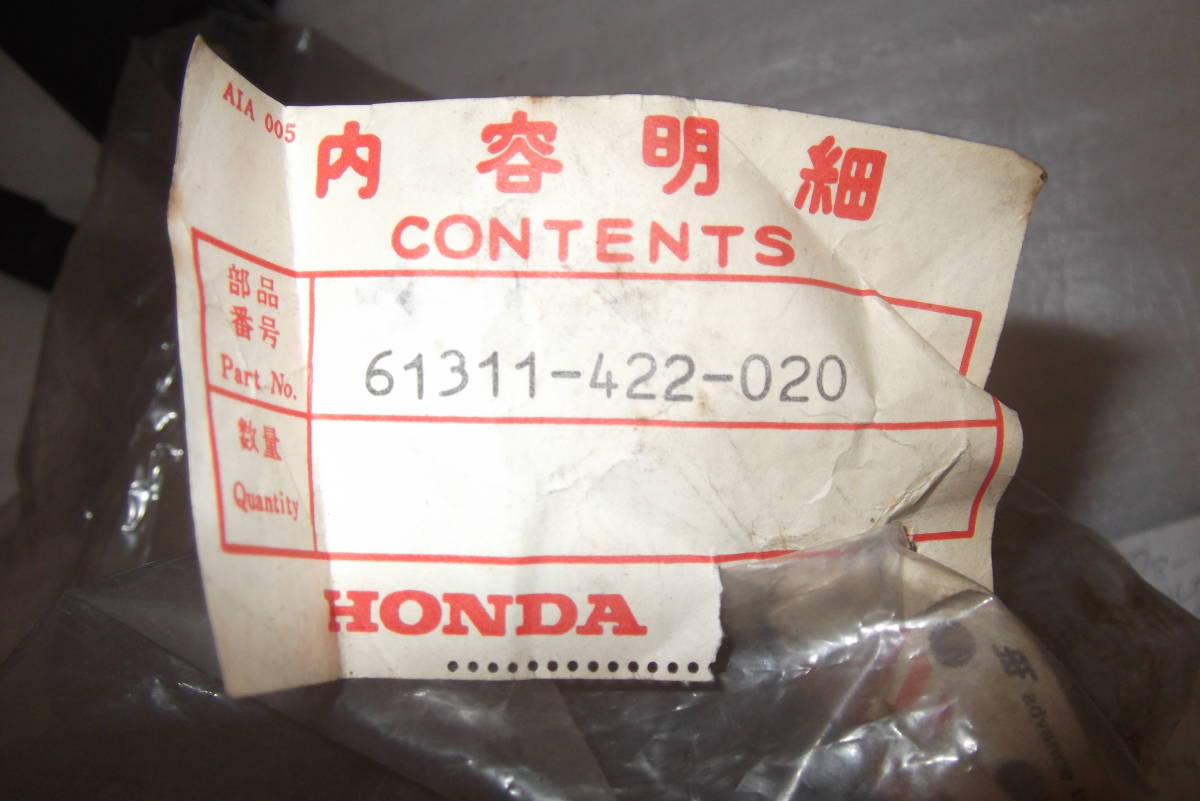 AIA 005
内容明細
CONTENTS
部品
番号
Part No.
61311-422-020
数量
Quantity
HONDA
advance